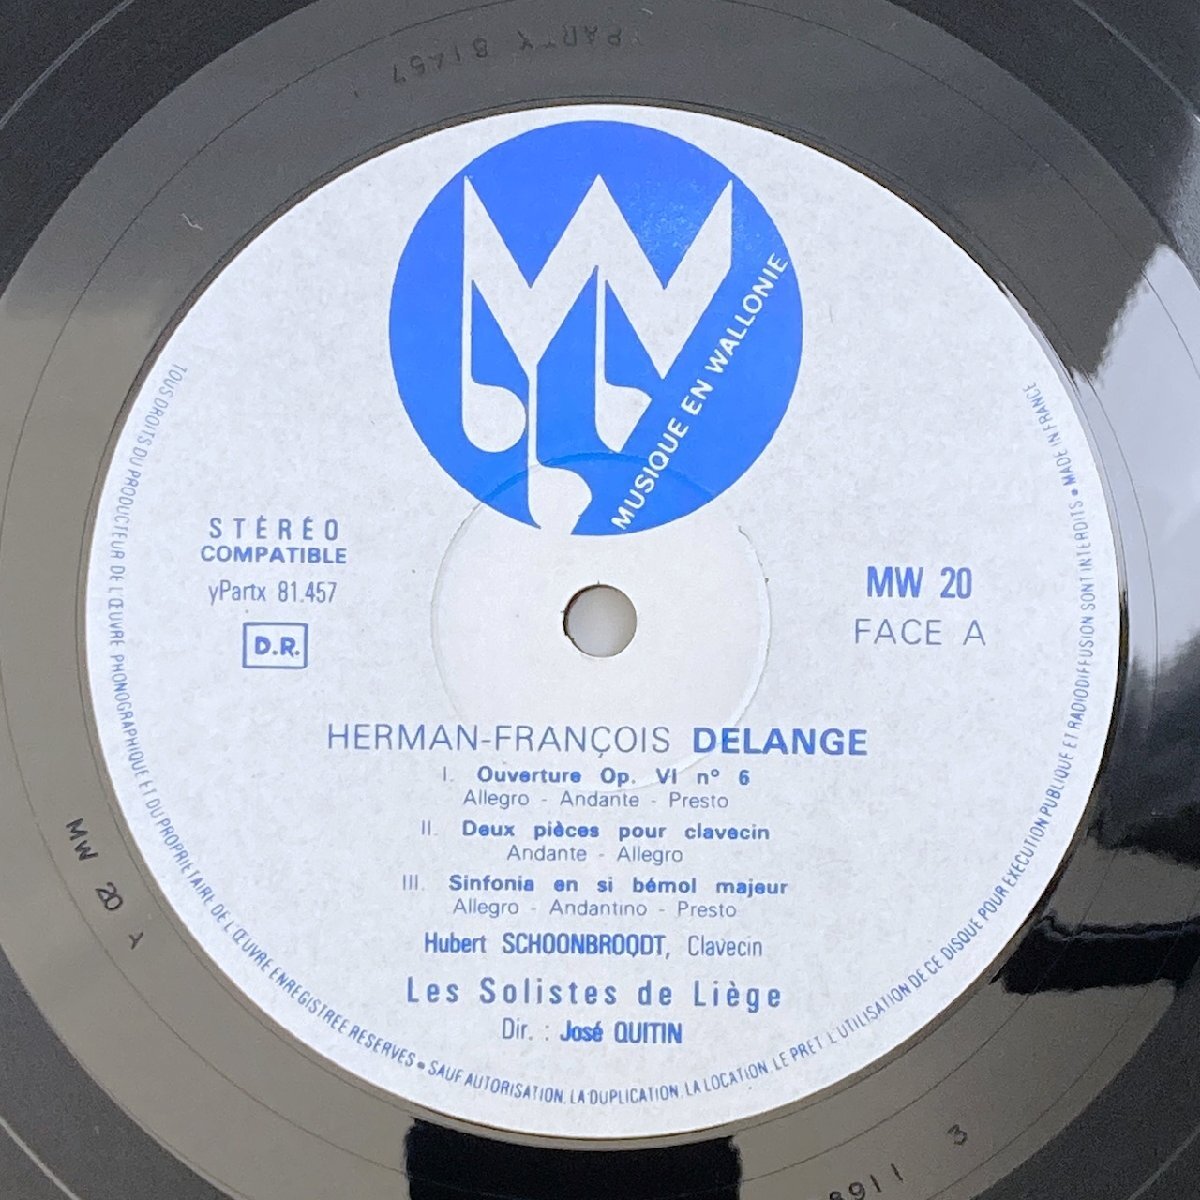 PARTX 81457
MUSIQUE EN WALLONIE
STÉRÉO
COMPATIBLE
yPartx 81.457
D.R.
MW 20
FACE A
HERMAN-FRANÇOIS DELANGE
I. Ouverture Op. VI n° 6
Allegro - Andante - Presto
II. Deux pièces pour clavecin
Andante - Allegro
III. Sinfonia en si bémol majeur
Allegro - Andantino - Presto
Hubert SCHOONBROODT, Clavecin
Les Solistes de Liège
Dir. : José QUITIN
TOUS DROITS DU PRODUCTEUR DE L'ŒUVRE PHONOGRAPHIQUE ET DU PROPRIETAIRE DE L'ŒUVRE ENREGISTREE RESERVES • SAUF AUTORISATION, LA DUPLICATION, LA LOCATION, LE PRET L'UTILISATION DE CE DISQUE POUR EXECUTION PUBLIQUE ET RADIODIFFUSION SONT INTERDITS • MADE IN FRANCE
MW 20 Y
8911 3